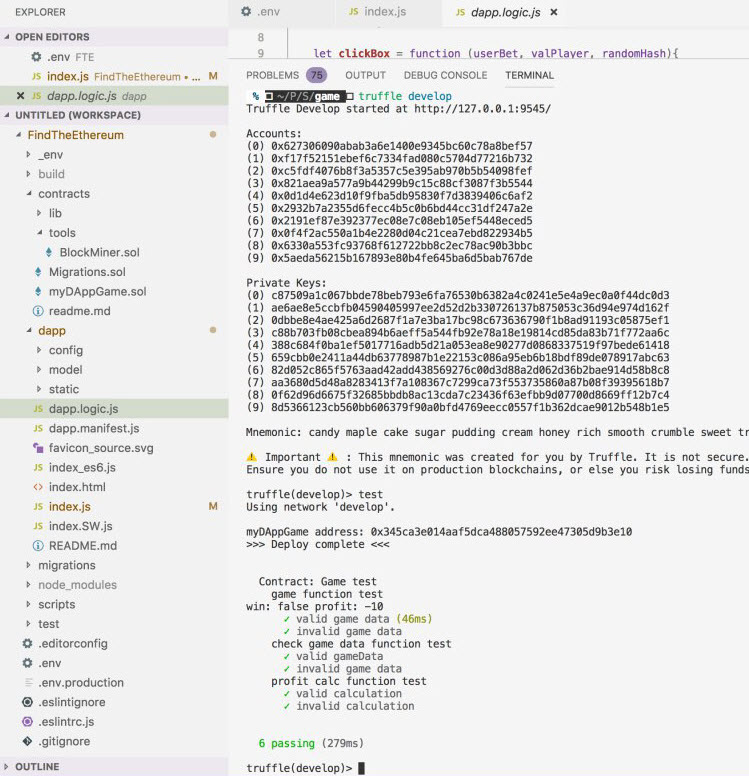 EXPLORER
OPEN EDITORS
.env FTE
JS index.js FindTheEthereum • ... M
JS dapp.logic.js dapp
UNTITLED (WORKSPACE)
FindTheEthereum
_env
build
contracts
lib
tools
BlockMiner.sol
Migrations.sol
myDAppGame.sol
readme.md
dapp
config
model
static
JS dapp.logic.js
JS dapp.manifest.js
favicon_source.svg
JS index_es6.js
<> index.html
JS index.js M
JS index.SW.js
README.md
migrations
node_modules
scripts
test
.editorconfig
.env
.env.production
.eslintignore
.eslintrc.js
.gitignore
OUTLINE
.env
JS index.js
JS dapp.logic.js
8
9 let clickBox = function (userBet, valPlayer, randomHash){
PROBLEMS 75 OUTPUT DEBUG CONSOLE TERMINAL
% ~/P/S/game truffle develop
Truffle Develop started at http://127.0.0.1:9545/
Accounts:
(0) 0x627306090abab3a6e1400e9345bc60c78a8bef57
(1) 0xf17f52151ebef6c7334fad080c5704d77216b732
(2) 0xc5fdf4076b8f3a5357c5e395ab970b5b54098fef
(3) 0x821aea9a577a9b44299b9c15c88cf3087f3b5544
(4) 0x0d1d4e623d10f9fba5db95830f7d3839406c6af2
(5) 0x2932b7a2355d6fecc4b5c0b6bd44cc31df247a2e
(6) 0x2191ef87e392377ec08e7c08eb105ef5448eced5
(7) 0x0f4f2ac550a1b4e2280d04c21cea7ebd822934b5
(8) 0x6330a553fc93768f612722bb8c2ec78ac90b3bbc
(9) 0x5aeda56215b167893e80b4fe645ba6d5bab767de
Private Keys:
(0) c87509a1c067bbde78beb793e6fa76530b6382a4c0241e5e4a9ec0a0f44dc0d3
(1) ae6ae8e5ccbfb04590405997ee2d52d2b330726137b875053c36d94e974d162f
(2) 0dbbe8e4ae425a6d2687f1a7e3ba17bc98c673636790f1b8ad91193c05875ef1
(3) c88b703fb08cbea894b6aeff5a544fb92e78a18e19814cd85da83b71f772aa6c
(4) 388c684f0ba1ef5017716adb5d21a053ea8e90277d0868337519f97bede61418
(5) 659cbb0e2411a44db63778987b1e22153c086a95eb6b18bdf89de078917abc63
(6) 82d052c865f5763aad42add438569276c00d3d88a2d062d36b2bae914d58b8c8
(7) aa3680d5d48a8283413f7a108367c7299ca73f553735860a87b08f39395618b7
(8) 0f62d96d6675f32685bbdb8ac13cda7c23436f63efbb9d07700d8669ff12b7c4
(9) 8d5366123cb560bb606379f90a0bfd4769eecc0557f1b362dcae9012b548b1e5
Mnemonic: candy maple cake sugar pudding cream honey rich smooth crumble sweet tr
⚠️ Important ⚠️ : This mnemonic was created for you by Truffle. It is not secure.
Ensure you do not use it on production blockchains, or else you risk losing funds
truffle(develop)> test
Using network 'develop'.
myDAppGame address: 0x345ca3e014aaf5dca488057592ee47305d9b3e10
>>> Deploy complete <<<
Contract: Game test
game function test
win: false profit: -10
✓ valid game data (46ms)
✓ invalid game data
check game data function test
✓ valid gameData
✓ invalid game data
profit calc function test
✓ valid calculation
✓ invalid calculation
6 passing (279ms)
truffle(develop)>